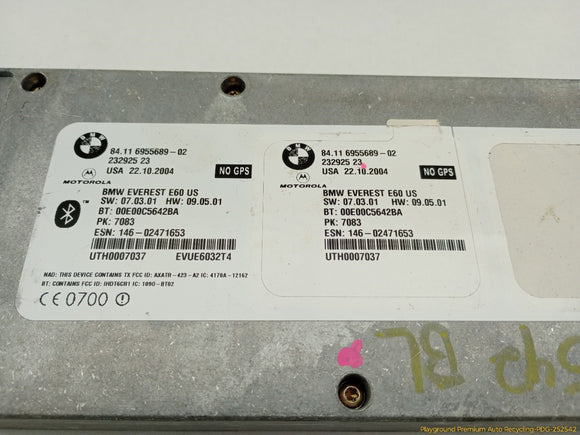 BMW
84.11 6955689-02
232925 23
USA 22.10.2004
NO GPS
MOTOROLA
BMW EVEREST E60 US
SW: 07.03.01 HW: 09.05.01
BT: 00E00C5642BA
PK: 7083
ESN: 146-02471653
UTH0007037 EVUE6032T4
NAD: THIS DEVICE CONTAINS TX FCC ID: AXATR-423-A2 IC: 4170A-12162
BT: CONTAINS FCC ID: IHDT6CR1 IC: 1090-BT02
CE0700
BMW
84.11 6955689-02
232925 23
USA 22.10.2004
NO GPS
MOTOROLA
BMW EVEREST E60 US
SW: 07.03.01 HW: 09.05.01
BT: 00E00C5642BA
PK: 7083
ESN: 146-02471653
UTH0007037
542 BL
Playground Premium Auto Recycling-PDG-252542